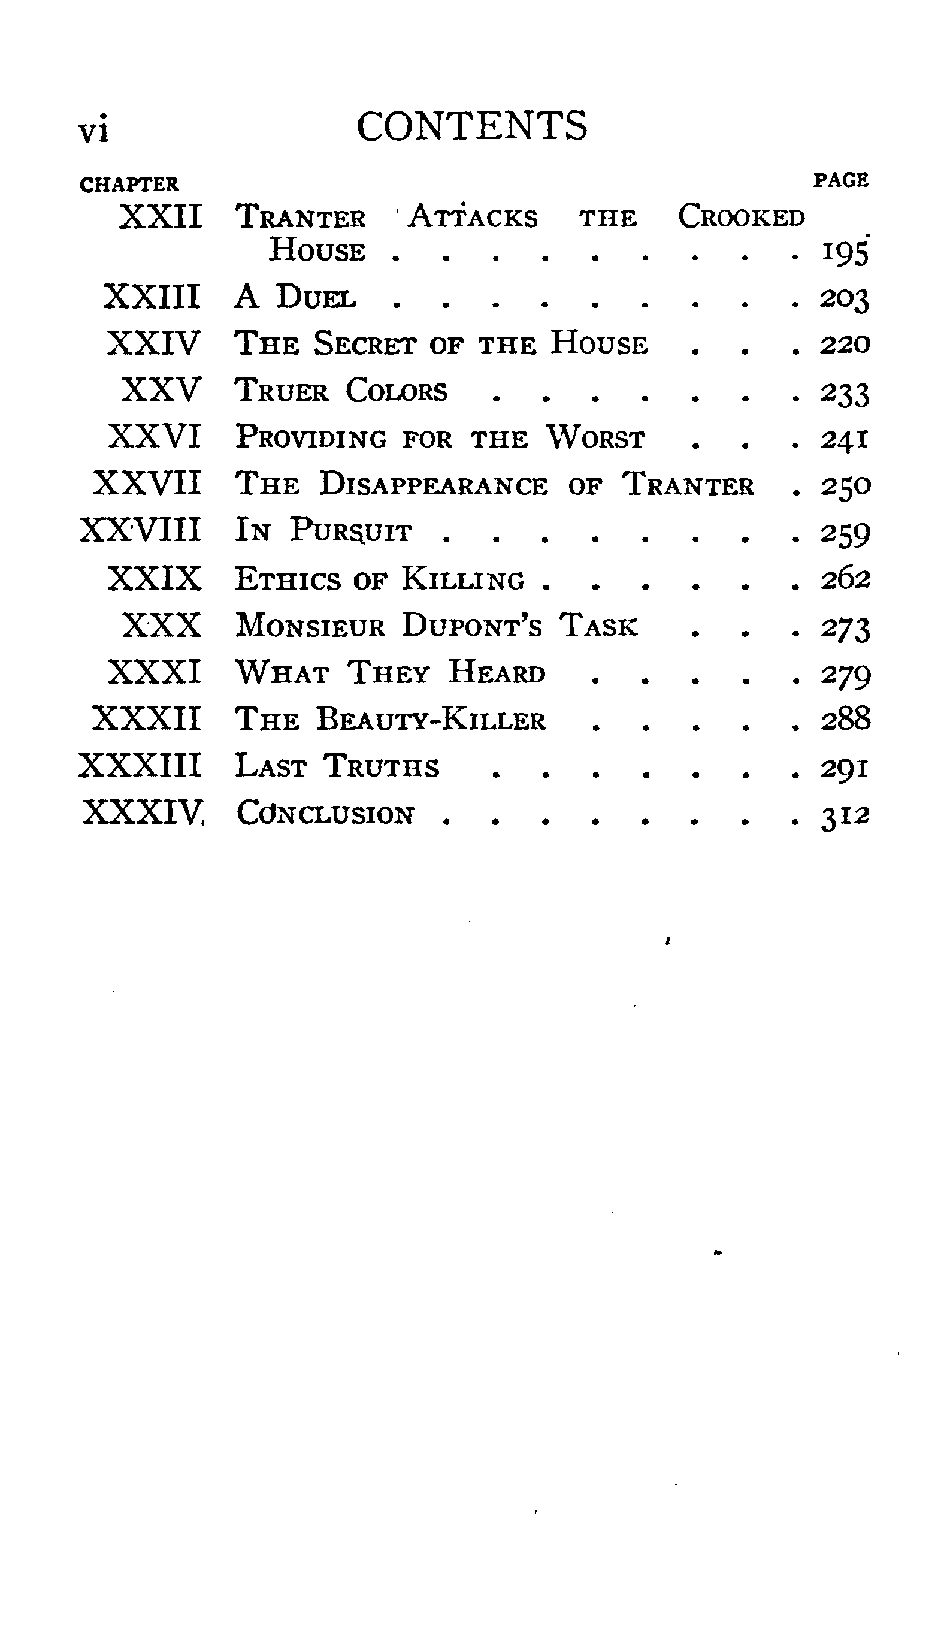 vi CONTENTS
CHAPTER PAGE
XXII Tranter Attacks the Crooked
House . . . . . . . . . 195
XXIII A Duel . . . . . . . . . 203
XXIV The Secret of the House . . . 220
XXV Truer Colors . . . . . . . 233
XXVI Providing for the Worst . . . 241
XXVII The Disappearance of Tranter . 250
XXVIII In Pursuit . . . . . . . . 259
XXIX Ethics of Killing . . . . . . 262
XXX Monsieur Dupont's Task . . . 273
XXXI What They Heard . . . . . 279
XXXII The Beauty-Killer . . . . . 288
XXXIII Last Truths . . . . . . . 291
XXXIV Conclusion . . . . . . . . 312